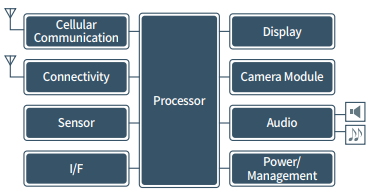 Cellular
Communication
Connectivity
Sensor
I/F
Processor
Display
Camera Module
Audio
Power/
Management